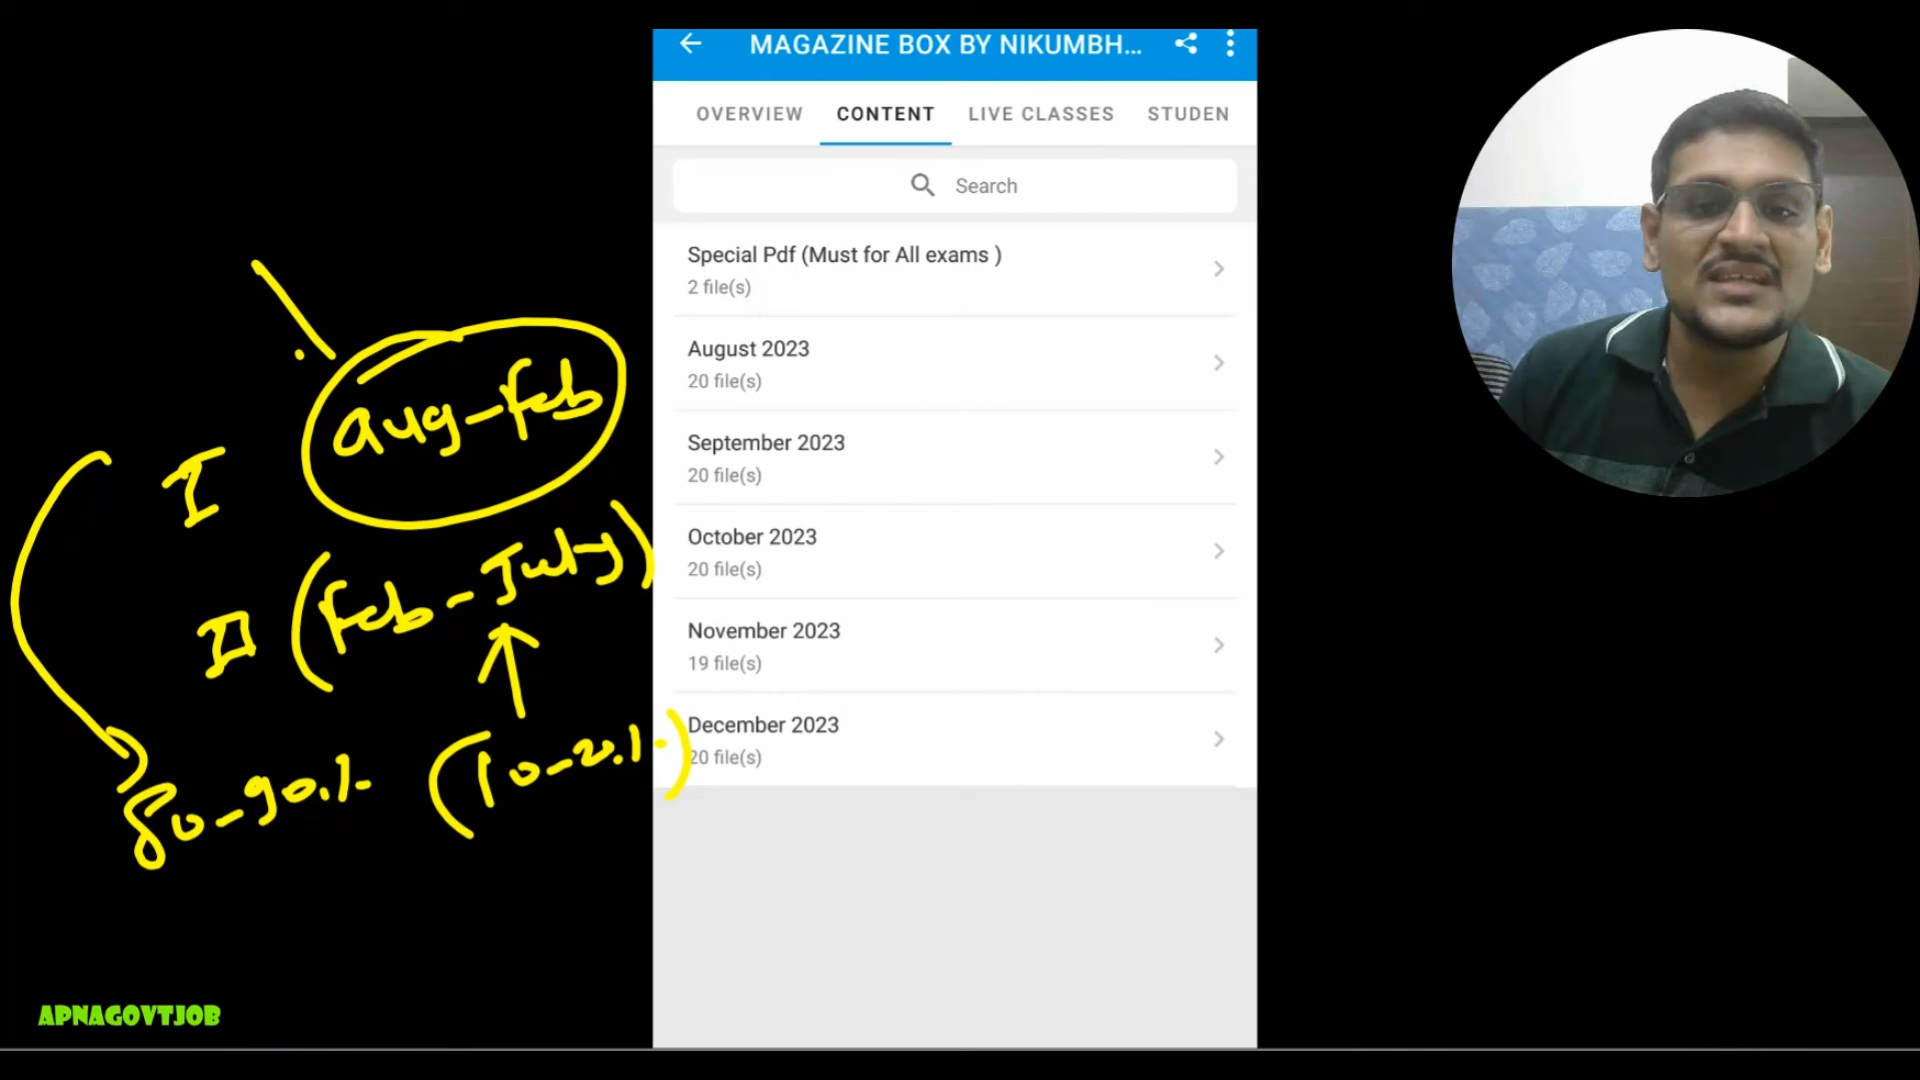 MAGAZINE BOX BY NIKUMBH...
OVERVIEW CONTENT LIVE CLASSES STUDEN
Search
Special Pdf (Must for All exams )
2 file(s)
August 2023
20 file(s)
September 2023
20 file(s)
October 2023
20 file(s)
November 2023
19 file(s)
December 2023
20 file(s)
I aug-feb
II (feb-July)
80-90.1. (10-20.1.)
APNAGOVTJOB